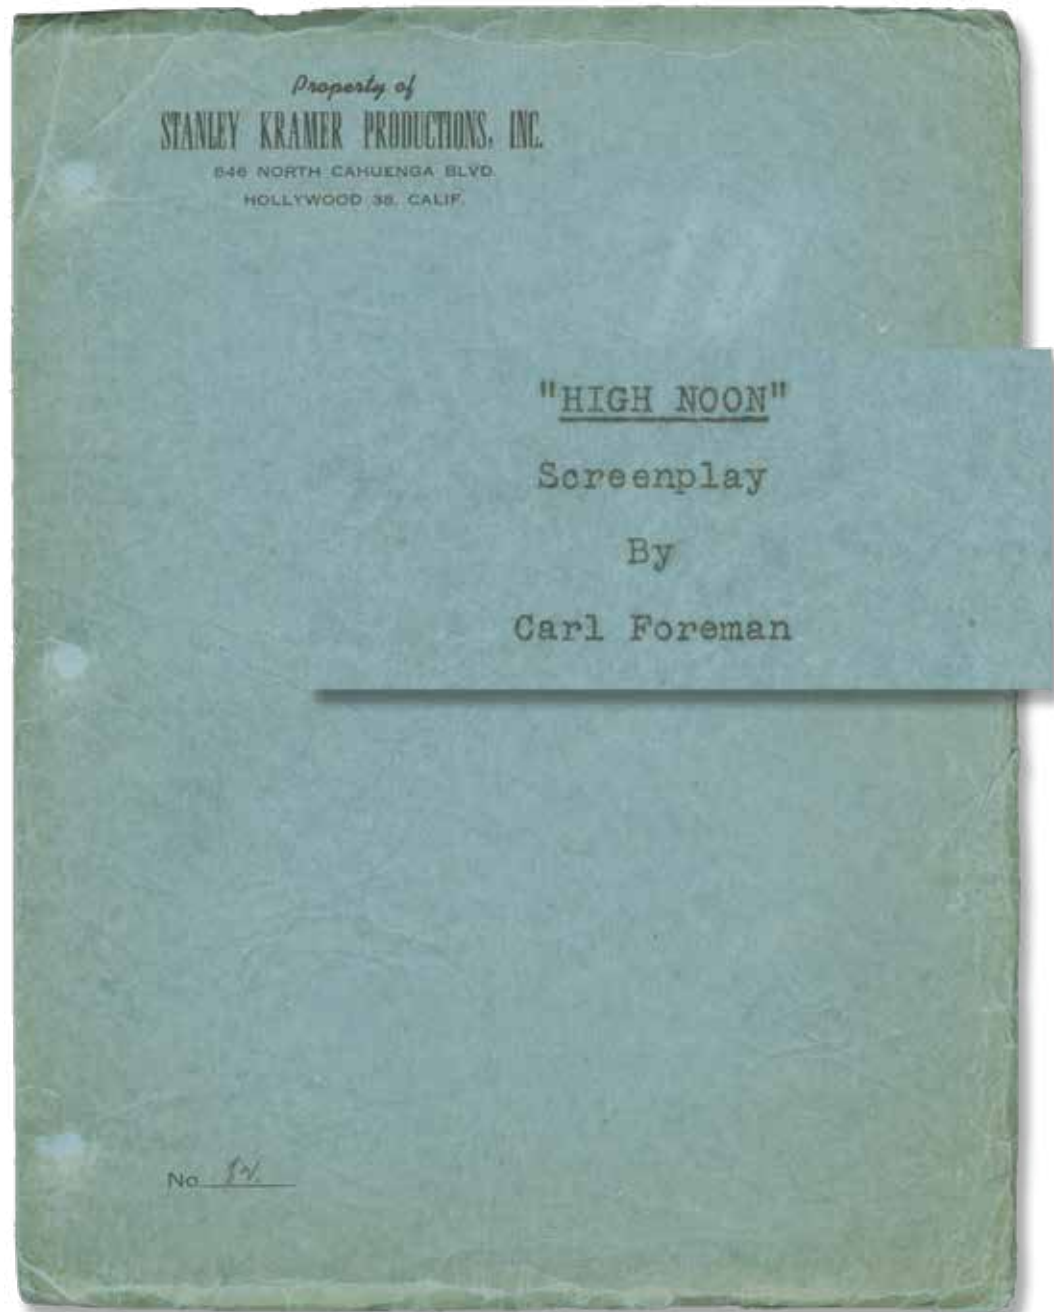 Property of
STANLEY KRAMER PRODUCTIONS, INC.
846 NORTH CAHUENGA BLVD.
HOLLYWOOD 38, CALIF.
"HIGH NOON"
Screenplay
By
Carl Foreman
No